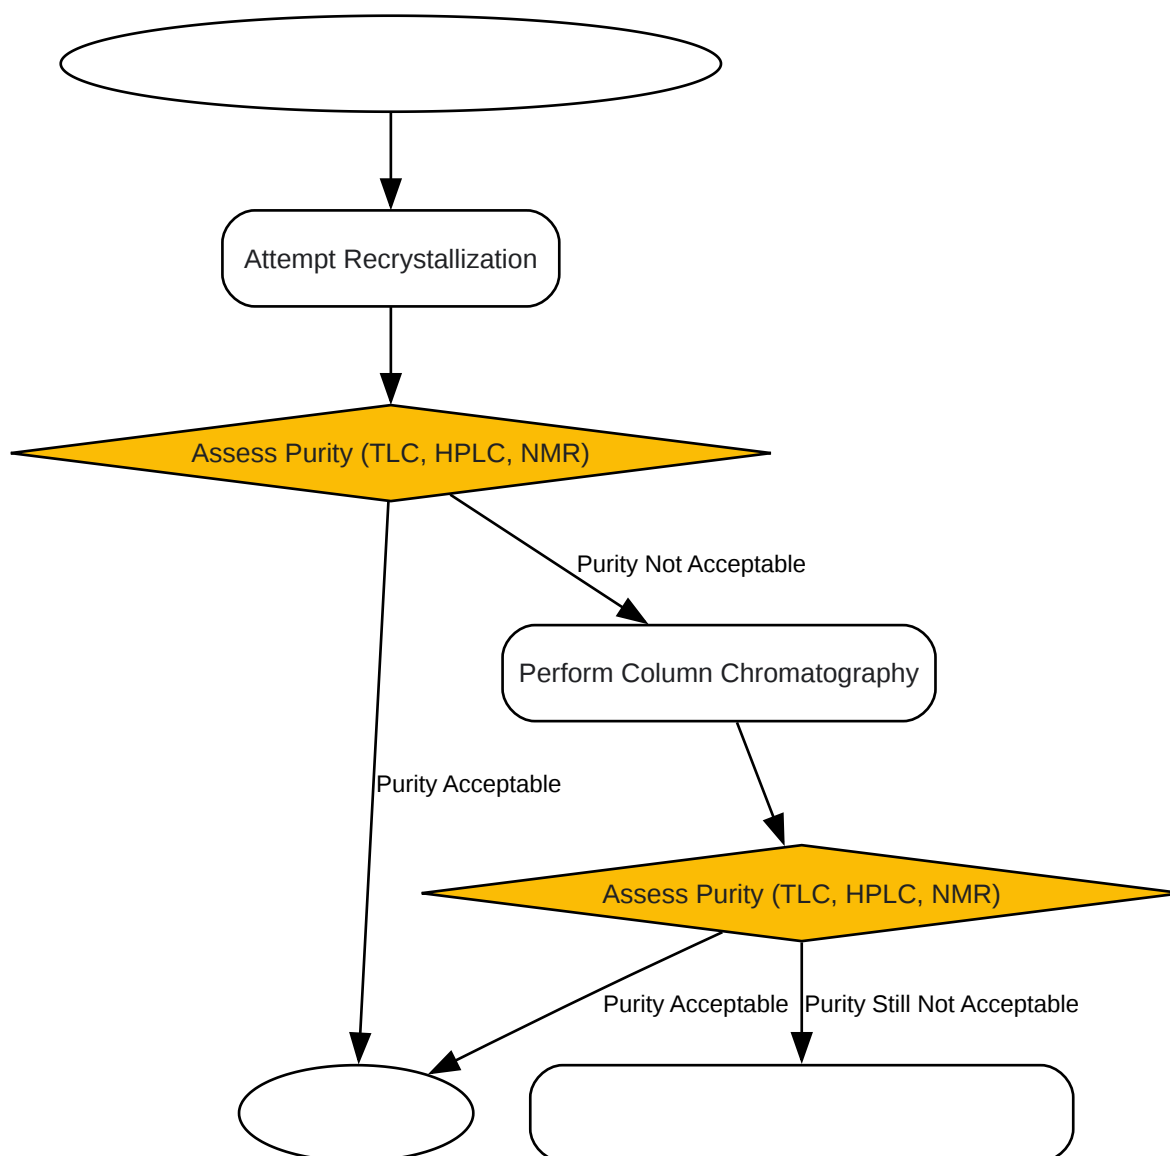 Attempt Recrystallization
Assess Purity (TLC, HPLC, NMR)
Purity Not Acceptable
Perform Column Chromatography
Purity Acceptable
Assess Purity (TLC, HPLC, NMR)
Purity Acceptable
Purity Still Not Acceptable